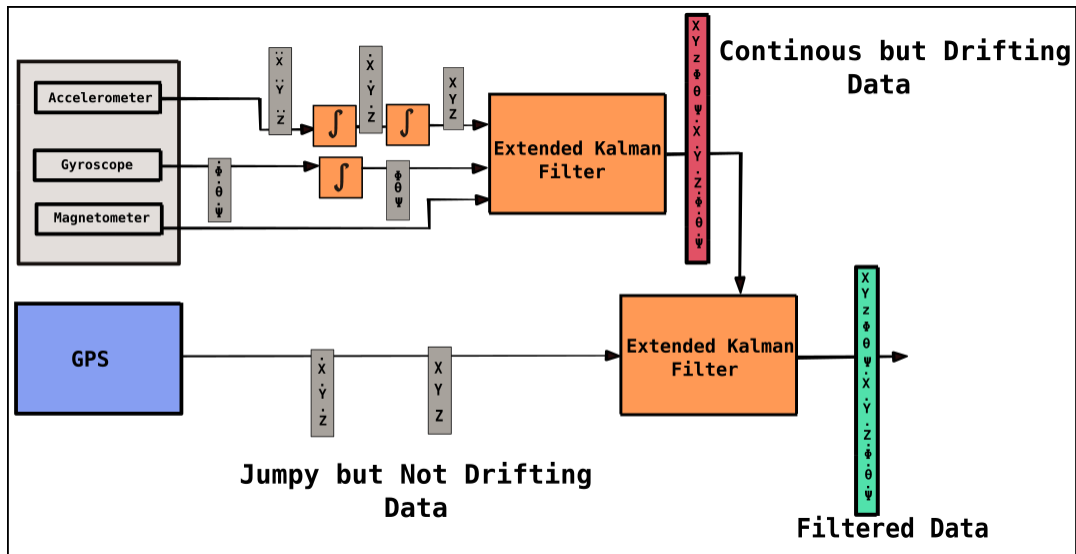 Continous but Drifting
Data
Accelerometer
Gyroscope
Magnetometer
Ẍ
Ÿ
Z̈
∫
Ẋ
Ẏ
Ż
∫
X
Y
Z
Φ̇
θ̇
Ψ̇
∫
Φ
θ
Ψ
Extended Kalman
Filter
X
Y
z
Φ
θ
Ψ
Ẋ
Ẏ
Ż
Φ̇
θ̇
Ψ̇
GPS
Ẋ
Ẏ
Ż
X
Y
Z
Extended Kalman
Filter
X
Y
z
Φ
θ
Ψ
Ẋ
Ẏ
Ż
Φ̇
θ̇
Ψ̇
Jumpy but Not Drifting
Data
Filtered Data